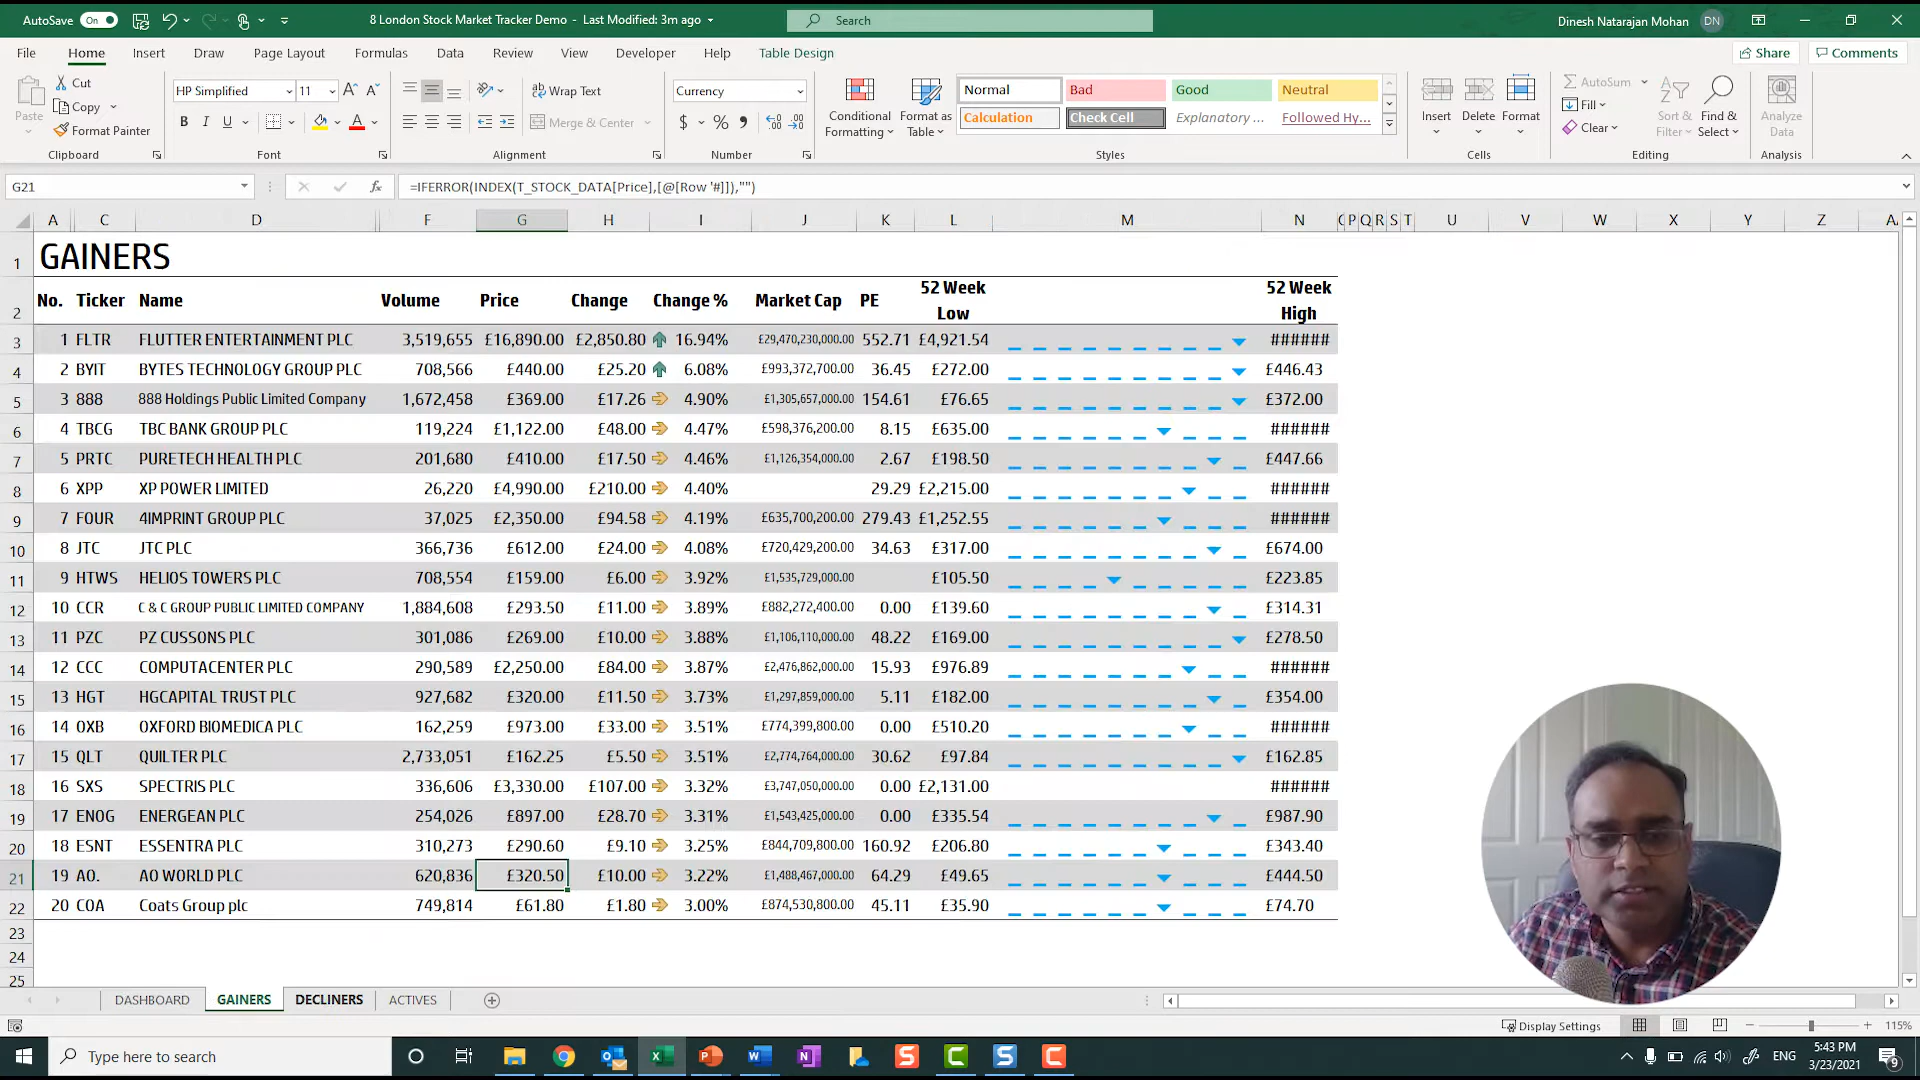 AutoSave On 8 London Stock Market Tracker Demo - Last Modified: 3m ago Search Dinesh Natarajan Mohan DN
File Home Insert Draw Page Layout Formulas Data Review View Developer Help Table Design Share Comments
Paste Cut Copy Format Painter Clipboard
HP Simplified 11 A A B I U A Font
Wrap Text Merge & Center Alignment
Currency $ % Number
Conditional Formatting Format as Table
Normal Bad Good Neutral
Calculation Check Cell Explanatory ... Followed Hy...
Styles
Insert Delete Format Cells
AutoSum Fill Clear Sort & Filter Find & Select Editing
Analyze Data Analysis
G21 fx =IFERROR(INDEX(T_STOCK_DATA[Price],[@[Row '#]]),"")
A C D F G H I J K L M N P Q R S T U V W X Y Z
1 GAINERS
2 No. Ticker Name Volume Price Change Change % Market Cap PE 52 Week Low 52 Week High
3 1 FLTR FLUTTER ENTERTAINMENT PLC 3,519,655 £16,890.00 £2,850.80 16.94% £29,470,230,000.00 552.71 £4,921.54 ######
4 2 BYIT BYTES TECHNOLOGY GROUP PLC 708,566 £440.00 £25.20 6.08% £993,372,700.00 36.45 £272.00 £446.43
5 3 888 888 Holdings Public Limited Company 1,672,458 £369.00 £17.26 4.90% £1,305,657,000.00 154.61 £76.65 £372.00
6 4 TBCG TBC BANK GROUP PLC 119,224 £1,122.00 £48.00 4.47% £598,376,200.00 8.15 £635.00 ######
7 5 PRTC PURETECH HEALTH PLC 201,680 £410.00 £17.50 4.46% £1,126,354,000.00 2.67 £198.50 £447.66
8 6 XPP XP POWER LIMITED 26,220 £4,990.00 £210.00 4.40% 29.29 £2,215.00 ######
9 7 FOUR 4IMPRINT GROUP PLC 37,025 £2,350.00 £94.58 4.19% £635,700,200.00 279.43 £1,252.55 ######
10 8 JTC JTC PLC 366,736 £612.00 £24.00 4.08% £720,429,200.00 34.63 £317.00 £674.00
11 9 HTWS HELIOS TOWERS PLC 708,554 £159.00 £6.00 3.92% £1,535,729,000.00 £105.50 £223.85
12 10 CCR C & C GROUP PUBLIC LIMITED COMPANY 1,884,608 £293.50 £11.00 3.89% £882,272,400.00 0.00 £139.60 £314.31
13 11 PZC PZ CUSSONS PLC 301,086 £269.00 £10.00 3.88% £1,106,110,000.00 48.22 £169.00 £278.50
14 12 CCC COMPUTACENTER PLC 290,589 £2,250.00 £84.00 3.87% £2,476,862,000.00 15.93 £976.89 ######
15 13 HGT HGCAPITAL TRUST PLC 927,682 £320.00 £11.50 3.73% £1,297,859,000.00 5.11 £182.00 £354.00
16 14 OXB OXFORD BIOMEDICA PLC 162,259 £973.00 £33.00 3.51% £774,399,800.00 0.00 £510.20 ######
17 15 QLT QUILTER PLC 2,733,051 £162.25 £5.50 3.51% £2,774,764,000.00 30.62 £97.84 £162.85
18 16 SXS SPECTRIS PLC 336,606 £3,330.00 £107.00 3.32% £3,747,050,000.00 0.00 £2,131.00 ######
19 17 ENOG ENERGEAN PLC 254,026 £897.00 £28.70 3.31% £1,543,425,000.00 0.00 £335.54 £987.90
20 18 ESNT ESSENTRA PLC 310,273 £290.60 £9.10 3.25% £844,709,800.00 160.92 £206.80 £343.40
21 19 AO. AO WORLD PLC 620,836 £320.50 £10.00 3.22% £1,488,467,000.00 64.29 £49.65 £444.50
22 20 COA Coats Group plc 749,814 £61.80 £1.80 3.00% £874,530,800.00 45.11 £35.90 £74.70
23
24
25
DASHBOARD GAINERS DECLINERS ACTIVES
Display Settings 115%
Type here to search ENG 5:43 PM
3/23/2021 9